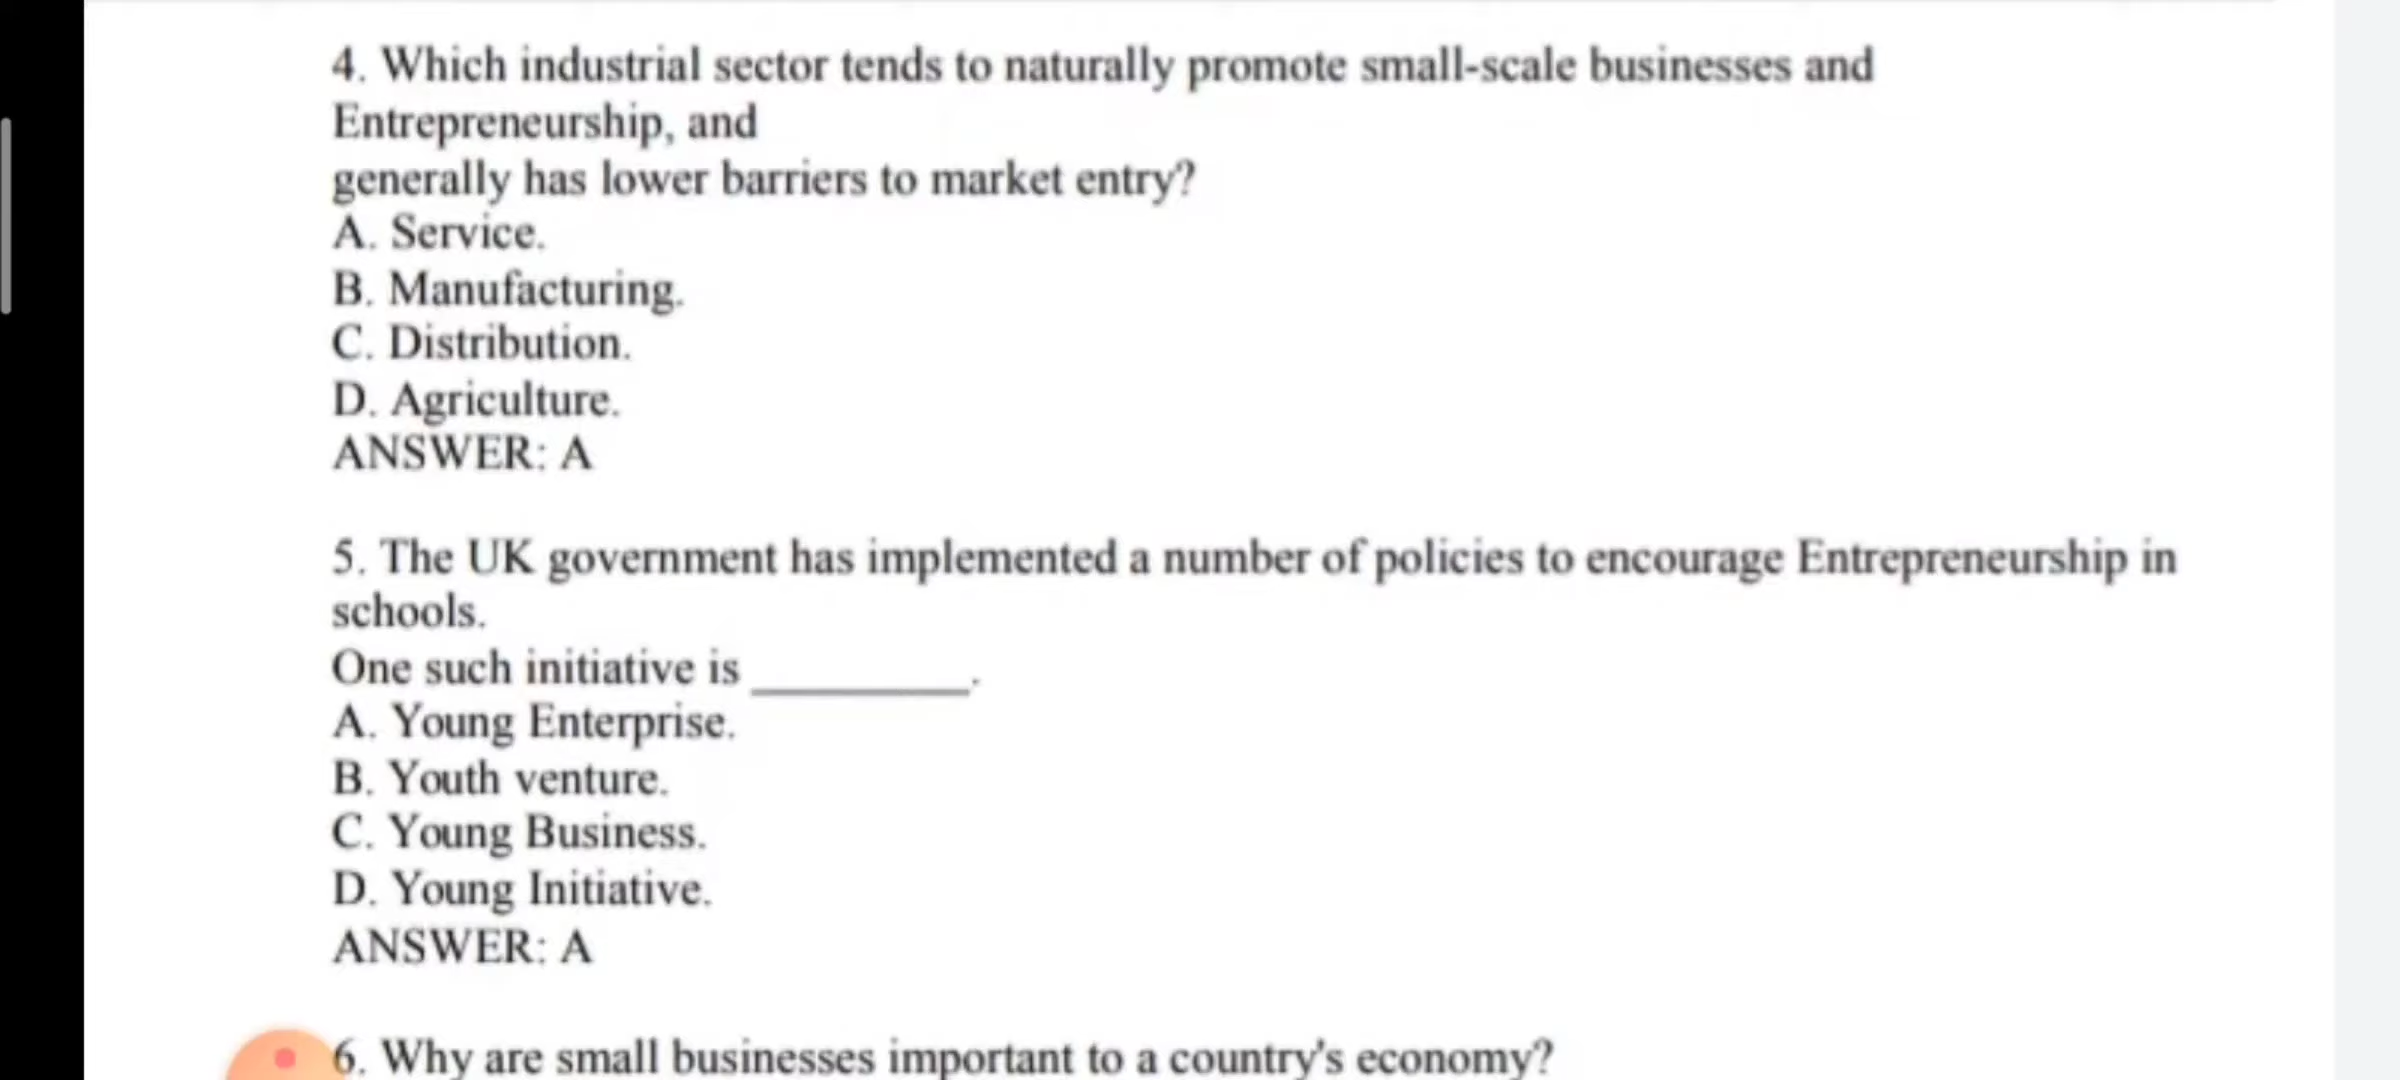 4. Which industrial sector tends to naturally promote small-scale businesses and
Entrepreneurship, and
generally has lower barriers to market entry?
A. Service.
B. Manufacturing.
C. Distribution.
D. Agriculture.
ANSWER: A
5. The UK government has implemented a number of policies to encourage Entrepreneurship in
schools.
One such initiative is _________.
A. Young Enterprise.
B. Youth venture.
C. Young Business.
D. Young Initiative.
ANSWER: A
6. Why are small businesses important to a country's economy?